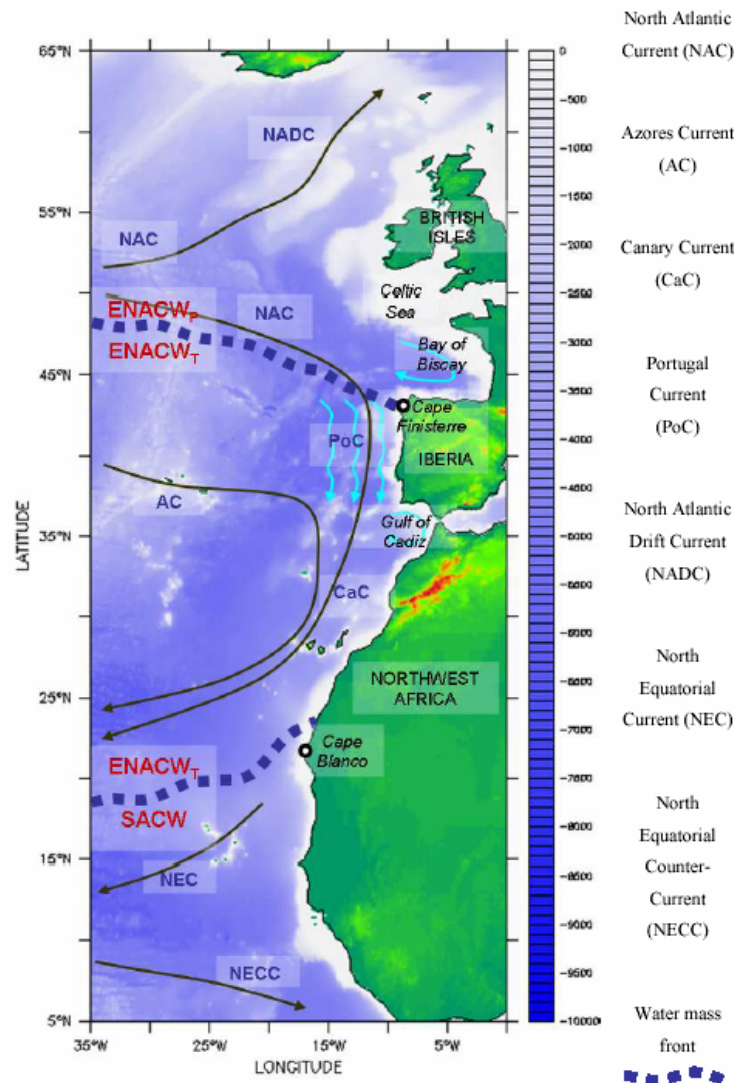 65°N
55°N
45°N
35°N
25°N
15°N
5°N
LATITUDE
35°W
25°W
15°W
5°W
LONGITUDE
NADC
NAC
BRITISH
ISLES
Celtic
Sea
ENACWP
NAC
ENACWT
Bay of
Biscay
Cape
Finisferre
PoC
IBERIA
AC
Gulf of
Cadiz
CaC
NORTHWEST
AFRICA
ENACWT
Cape
Blanco
SACW
NEC
NECC
0
-500
-1000
-1500
-2000
-2500
-3000
-3500
-4000
-4500
-5000
-5500
-6000
-6500
-7000
-7500
-8000
-8500
-9000
-9500
-10000
North Atlantic
Current (NAC)
Azores Current
(AC)
Canary Current
(CaC)
Portugal
Current
(PoC)
North Atlantic
Drift Current
(NADC)
North
Equatorial
Current (NEC)
North
Equatorial
Counter-
Current
(NECC)
Water mass
front